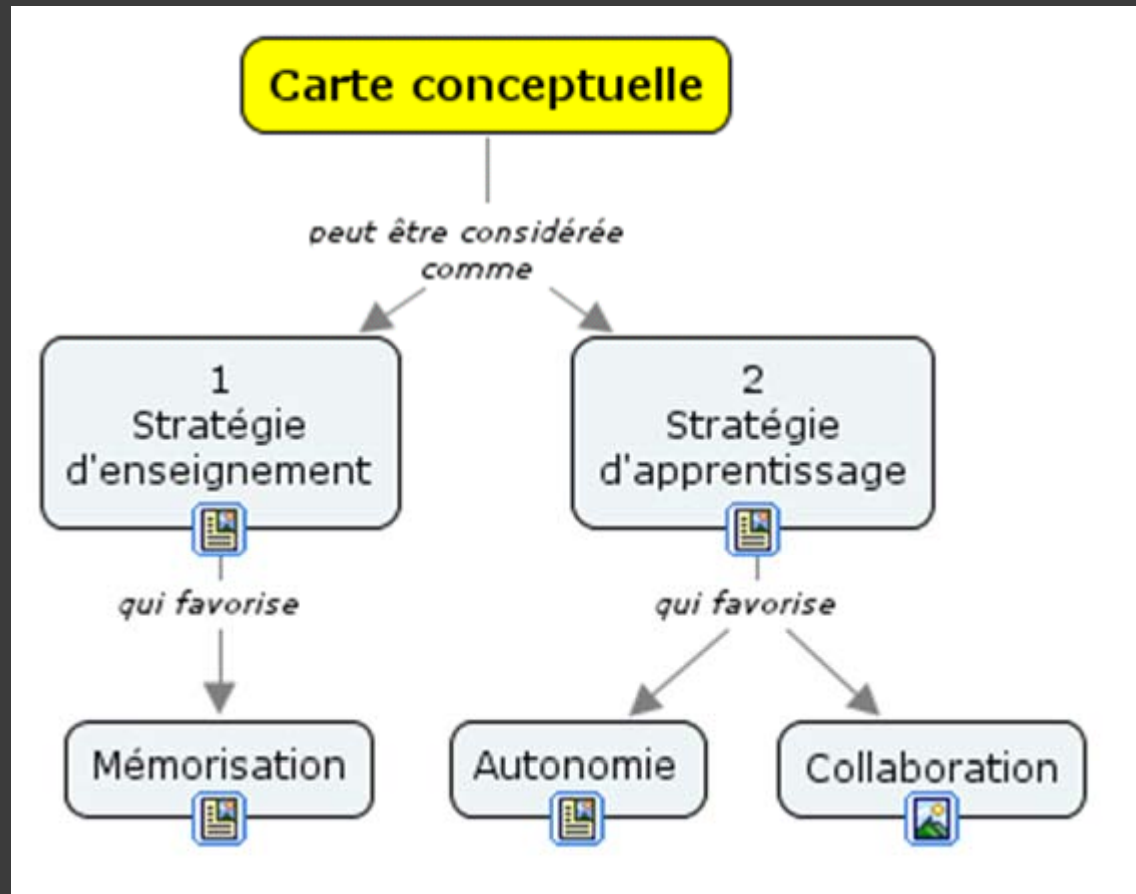 Carte conceptuelle
peut être considérée
comme
1
Stratégie
d'enseignement
2
Stratégie
d'apprentissage
qui favorise
qui favorise
Mémorisation
Autonomie
Collaboration